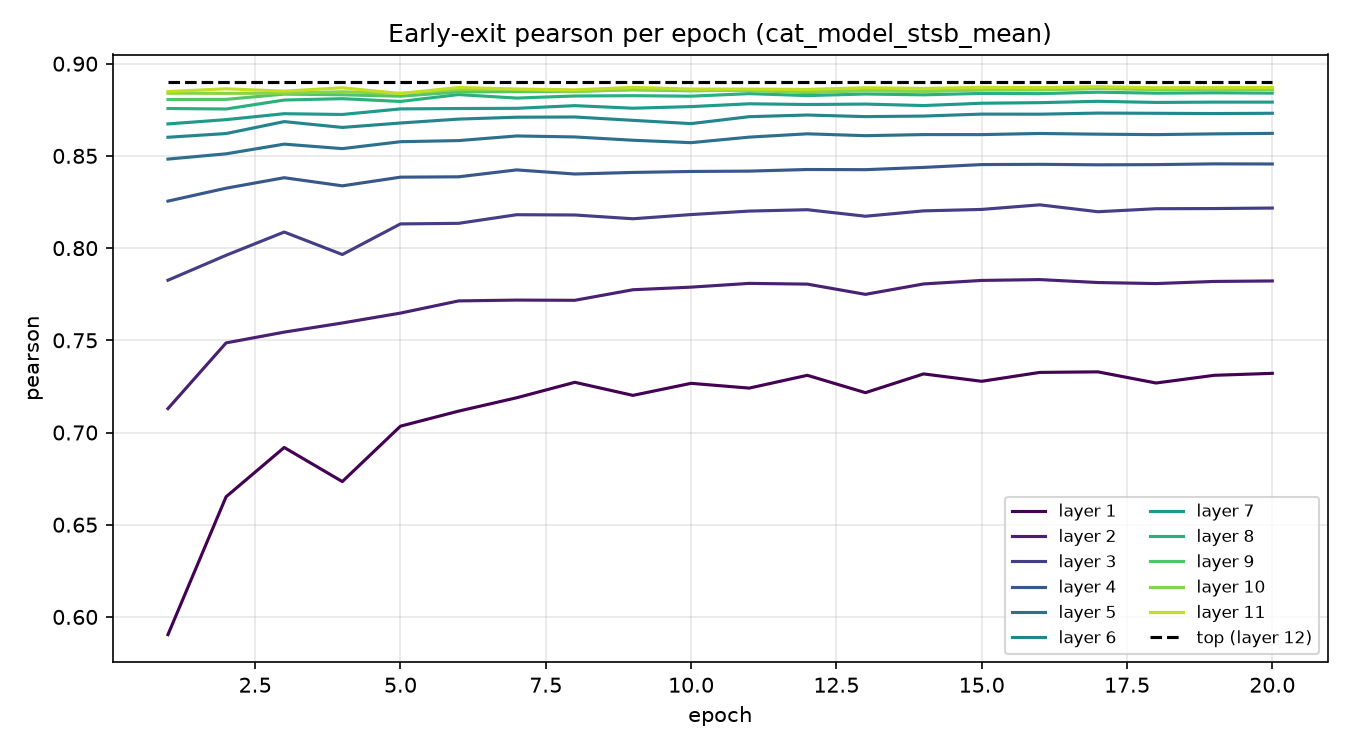 Early-exit pearson per epoch (cat_model_stsb_mean)
pearson
0.90
0.85
0.80
0.75
0.70
0.65
0.60
2.5 5.0 7.5 10.0 12.5 15.0 17.5 20.0
epoch
layer 1
layer 2
layer 3
layer 4
layer 5
layer 6
layer 7
layer 8
layer 9
layer 10
layer 11
top (layer 12)